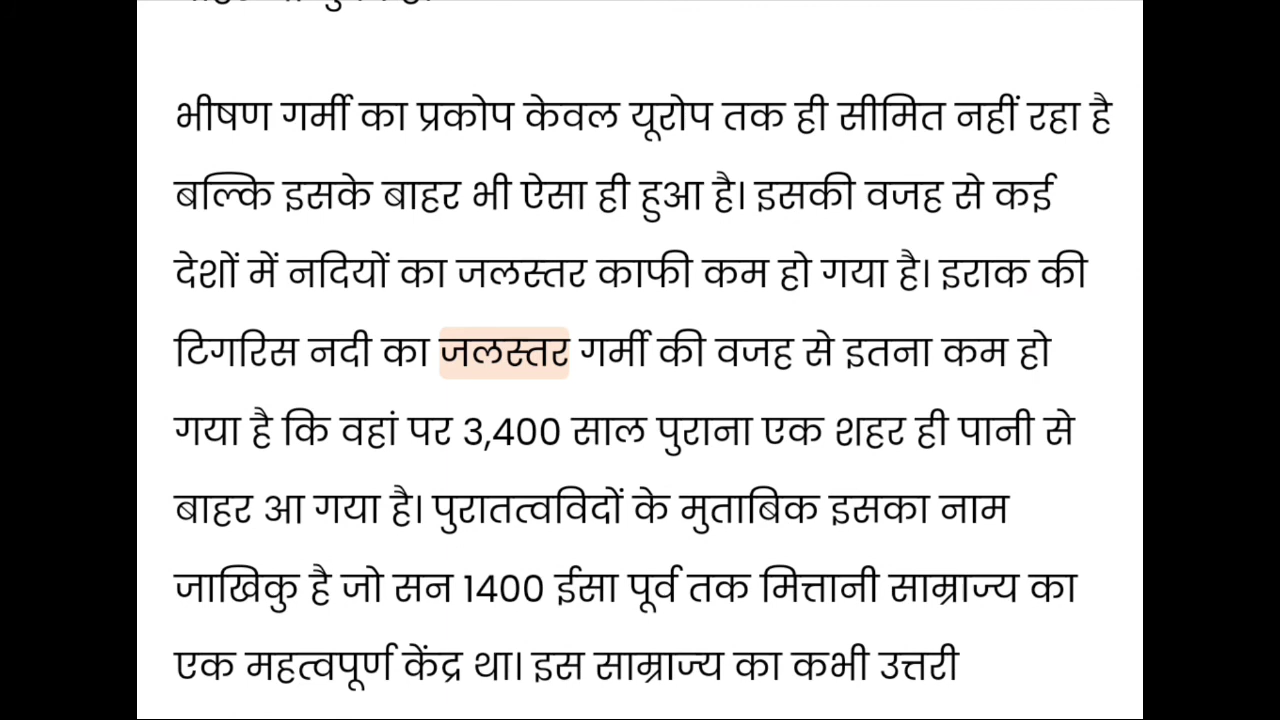 भीषण गर्मी का प्रकोप केवल यूरोप तक ही सीमित नहीं रहा है
बल्कि इसके बाहर भी ऐसा ही हुआ है। इसकी वजह से कई
देशों में नदियों का जलस्तर काफी कम हो गया है। इराक की
टिगरिस नदी का जलस्तर गर्मी की वजह से इतना कम हो
गया है कि वहां पर 3,400 साल पुराना एक शहर ही पानी से
बाहर आ गया है। पुरातत्वविदों के मुताबिक इसका नाम
जाखिकु है जो सन 1400 ईसा पूर्व तक मित्तानी साम्राज्य का
एक महत्वपूर्ण केंद्र था। इस साम्राज्य का कभी उत्तरी